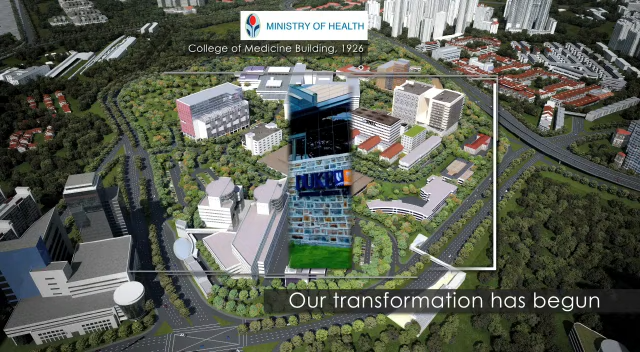 MINISTRY OF HEALTH
College of Medicine Building, 1926
Our transformation has begun